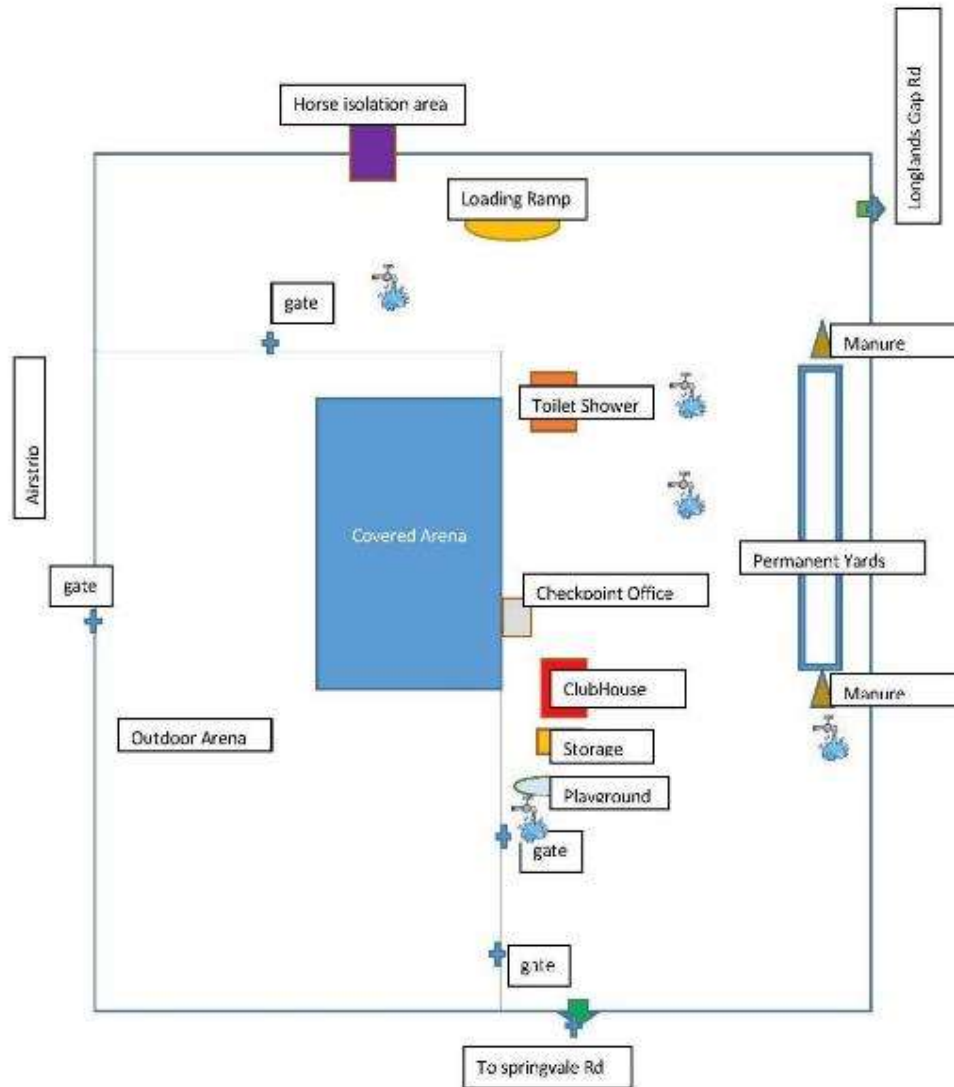 Longlands Gap Rd
Horse isolation area
Loading Ramp
gate
Manure
Toilet Shower
Airstrip
Covered Arena
Permanent Yards
gate
Checkpoint Office
ClubHouse
Manure
Outdoor Arena
Storage
Playground
gate
gate
To springvale Rd